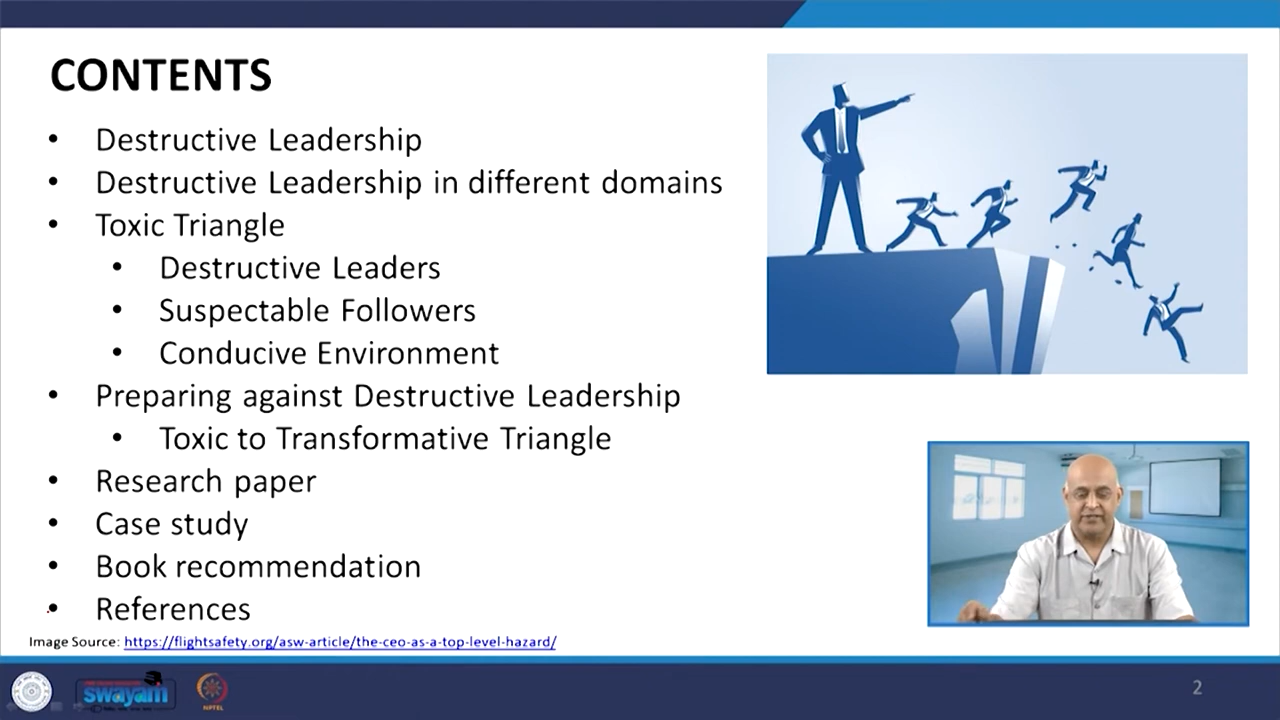 CONTENTS
• Destructive Leadership
• Destructive Leadership in different domains
• Toxic Triangle
• Destructive Leaders
• Suspectable Followers
• Conducive Environment
• Preparing against Destructive Leadership
• Toxic to Transformative Triangle
• Research paper
• Case study
• Book recommendation
• References
Image Source: https://flightsafety.org/asw-article/the-ceo-as-a-top-level-hazard/
swayam
NPTEL
2